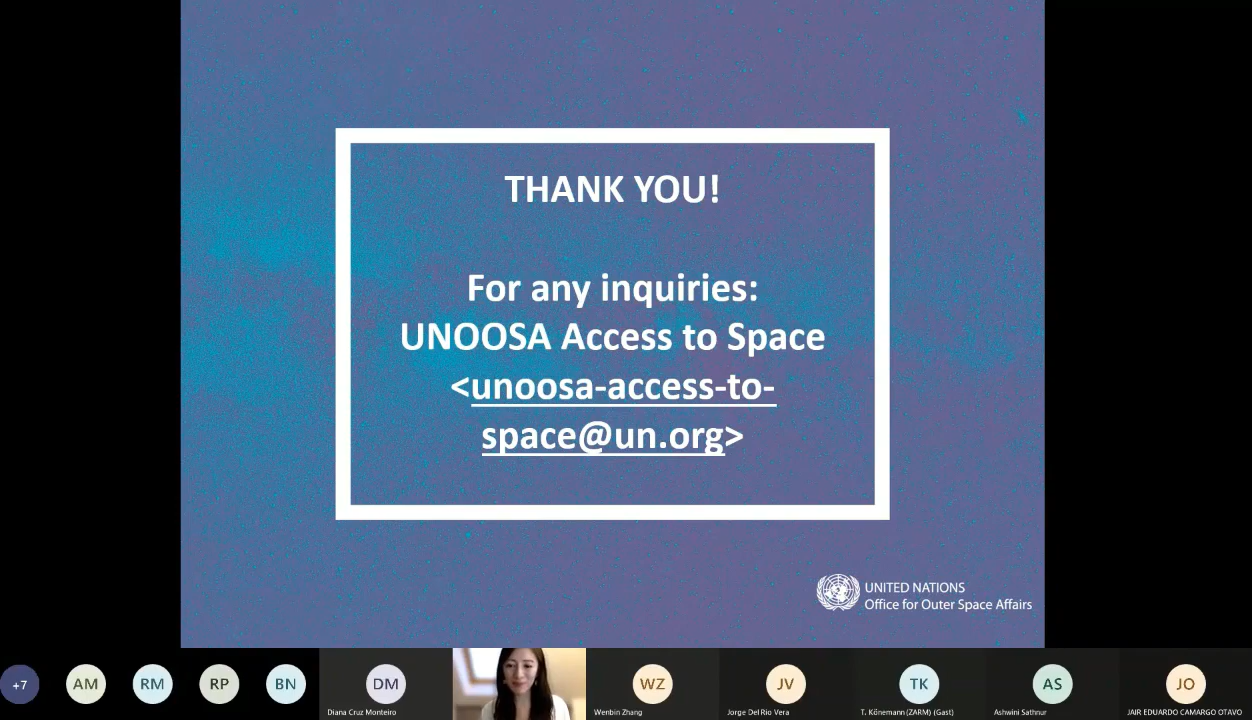 THANK YOU!
For any inquiries:
UNOOSA Access to Space
<unoosa-access-to-
space@un.org>
UNITED NATIONS
Office for Outer Space Affairs
+7
AM
RM
RP
BN
DM
WZ
JV
TK
AS
JO
Diana Cruz Monteiro
Wenbin Zhang
Jorge Del Rio Vera
T. Könemann (ZARM) (Gast)
Ashwini Sathnur
JAIR EDUARDO CAMARGO OTAVO